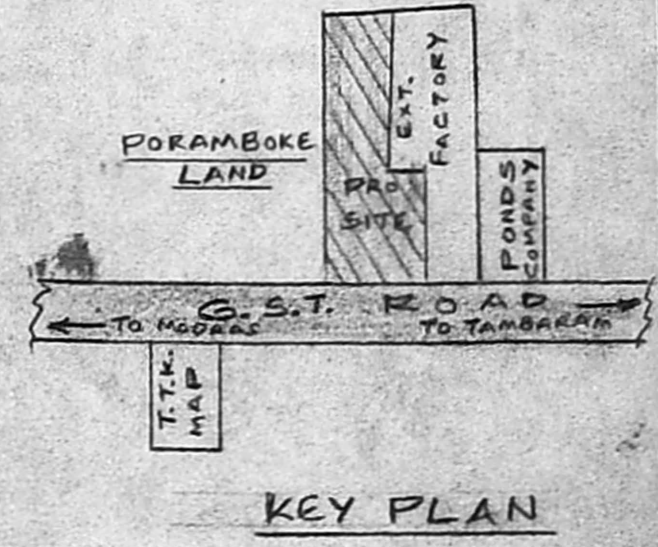 PORAMBOKE
LAND
EXT.
FACTORY
PRO
SITE
PONDS
COMPANY
G.S.T. ROAD
TO MADRAS
TO TAMBARAM
T.T.K.
MAP
KEY PLAN